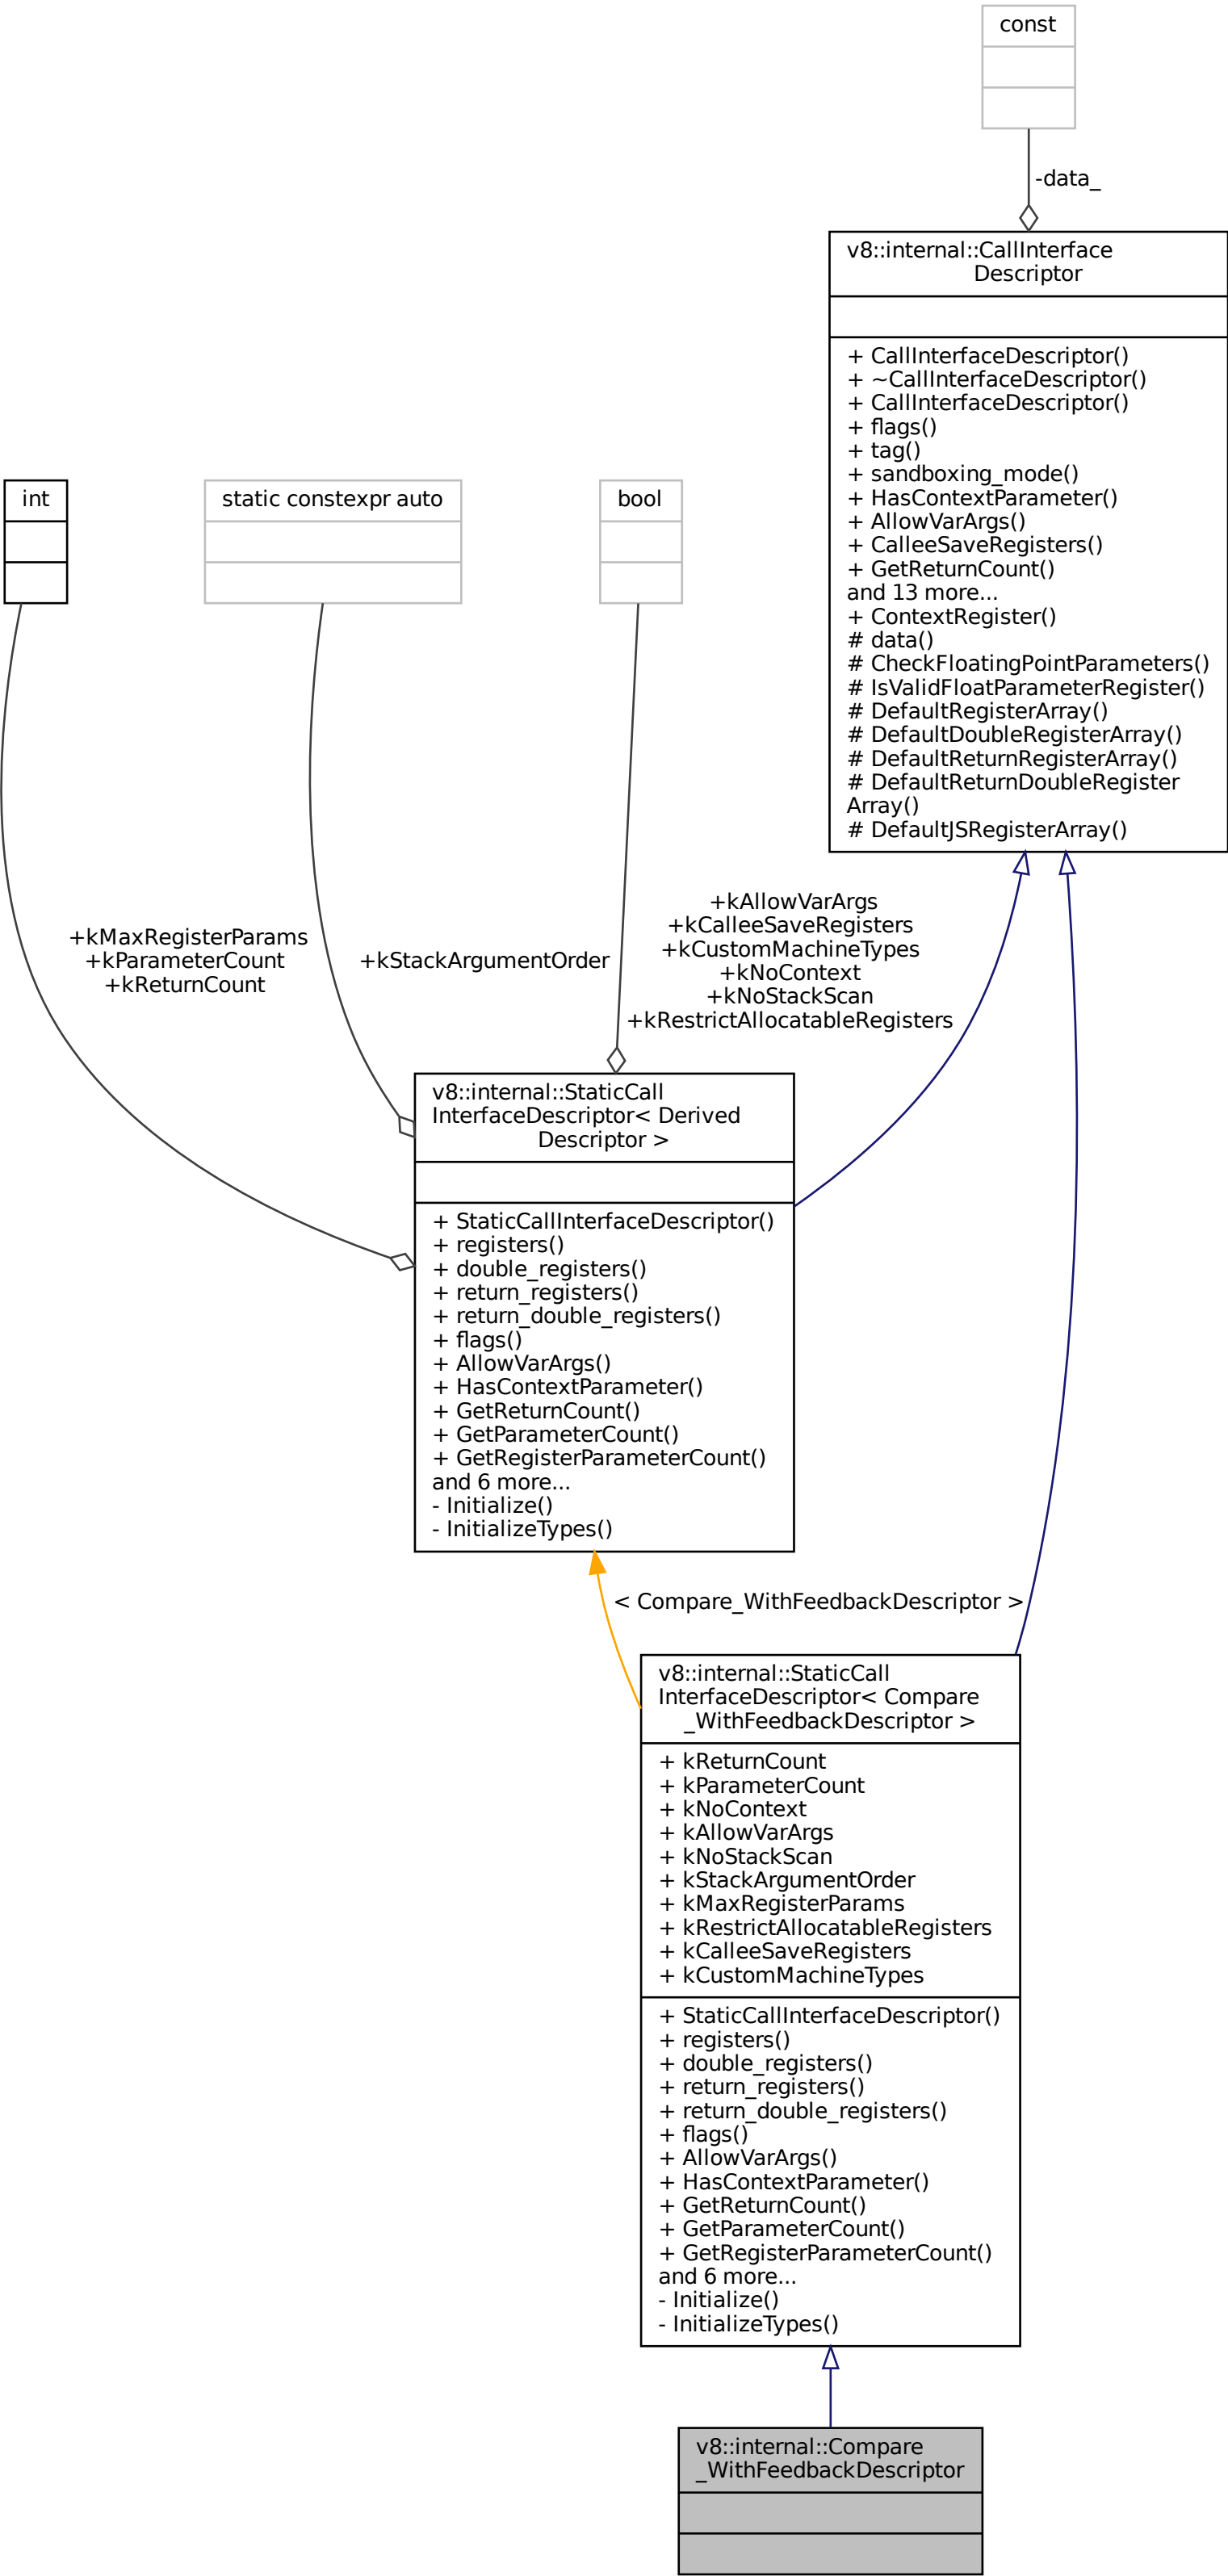 const
-data_
v8::internal::CallInterface
Descriptor
+ CallInterfaceDescriptor()
+ ~CallInterfaceDescriptor()
+ CallInterfaceDescriptor()
+ flags()
+ tag()
+ sandboxing_mode()
+ HasContextParameter()
+ AllowVarArgs()
+ CalleeSaveRegisters()
+ GetReturnCount()
and 13 more...
+ ContextRegister()
# data()
# CheckFloatingPointParameters()
# IsValidFloatParameterRegister()
# DefaultRegisterArray()
# DefaultDoubleRegisterArray()
# DefaultReturnRegisterArray()
# DefaultReturnDoubleRegister
Array()
# DefaultJSRegisterArray()
int
static constexpr auto
bool
+kMaxRegisterParams
+kParameterCount
+kReturnCount
+kStackArgumentOrder
+kAllowVarArgs
+kCalleeSaveRegisters
+kCustomMachineTypes
+kNoContext
+kNoStackScan
+kRestrictAllocatableRegisters
v8::internal::StaticCall
InterfaceDescriptor< Derived
Descriptor >
+ StaticCallInterfaceDescriptor()
+ registers()
+ double_registers()
+ return_registers()
+ return_double_registers()
+ flags()
+ AllowVarArgs()
+ HasContextParameter()
+ GetReturnCount()
+ GetParameterCount()
+ GetRegisterParameterCount()
and 6 more...
- Initialize()
- InitializeTypes()
< Compare_WithFeedbackDescriptor >
v8::internal::StaticCall
InterfaceDescriptor< Compare
_WithFeedbackDescriptor >
+ kReturnCount
+ kParameterCount
+ kNoContext
+ kAllowVarArgs
+ kNoStackScan
+ kStackArgumentOrder
+ kMaxRegisterParams
+ kRestrictAllocatableRegisters
+ kCalleeSaveRegisters
+ kCustomMachineTypes
+ StaticCallInterfaceDescriptor()
+ registers()
+ double_registers()
+ return_registers()
+ return_double_registers()
+ flags()
+ AllowVarArgs()
+ HasContextParameter()
+ GetReturnCount()
+ GetParameterCount()
+ GetRegisterParameterCount()
and 6 more...
- Initialize()
- InitializeTypes()
v8::internal::Compare
_WithFeedbackDescriptor